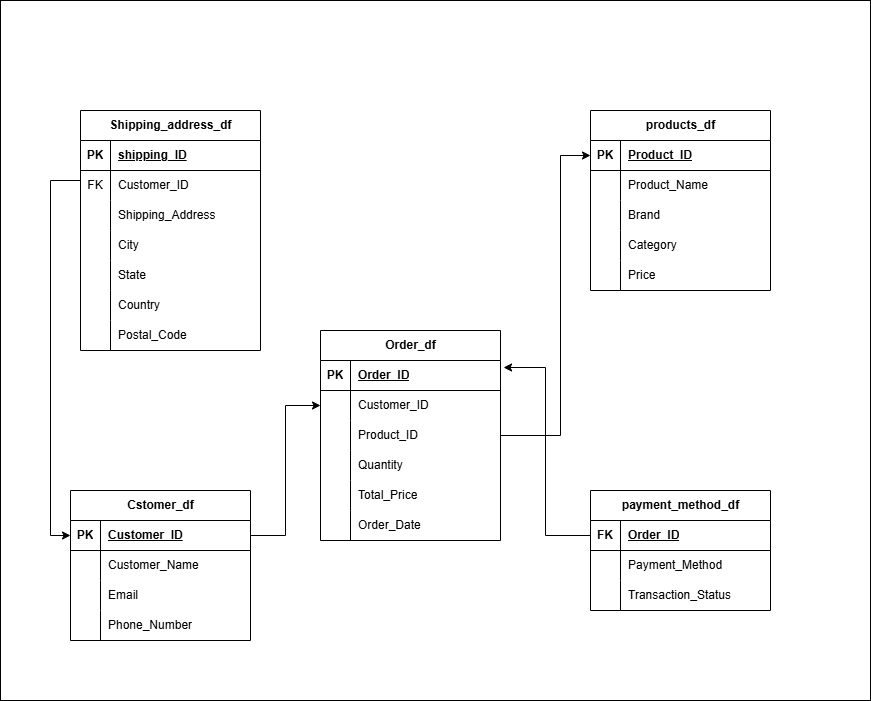 Shipping_address_df
PK shipping_ID
FK Customer_ID
Shipping_Address
City
State
Country
Postal_Code
products_df
PK Product_ID
Product_Name
Brand
Category
Price
Order_df
PK Order_ID
Customer_ID
Product_ID
Quantity
Total_Price
Order_Date
Cstomer_df
PK Customer_ID
Customer_Name
Email
Phone_Number
payment_method_df
FK Order_ID
Payment_Method
Transaction_Status